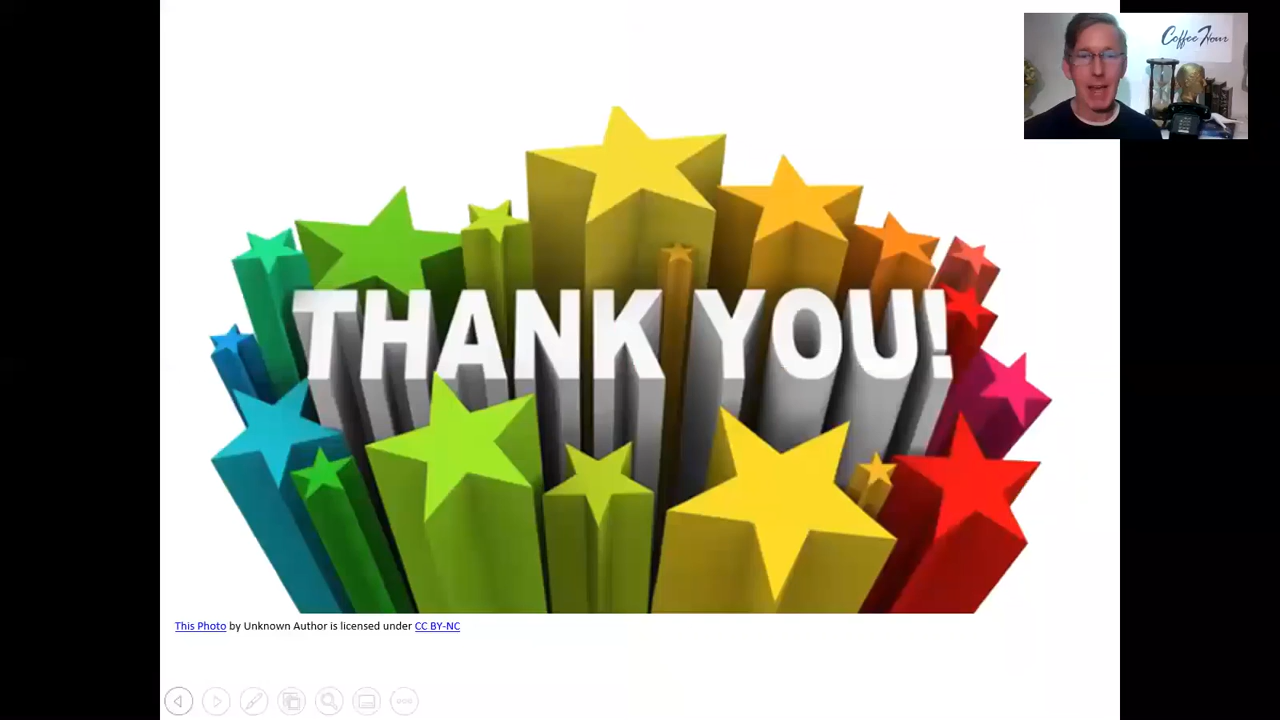 Coffee Hour
THANK YOU!
This Photo by Unknown Author is licensed under CC BY-NC